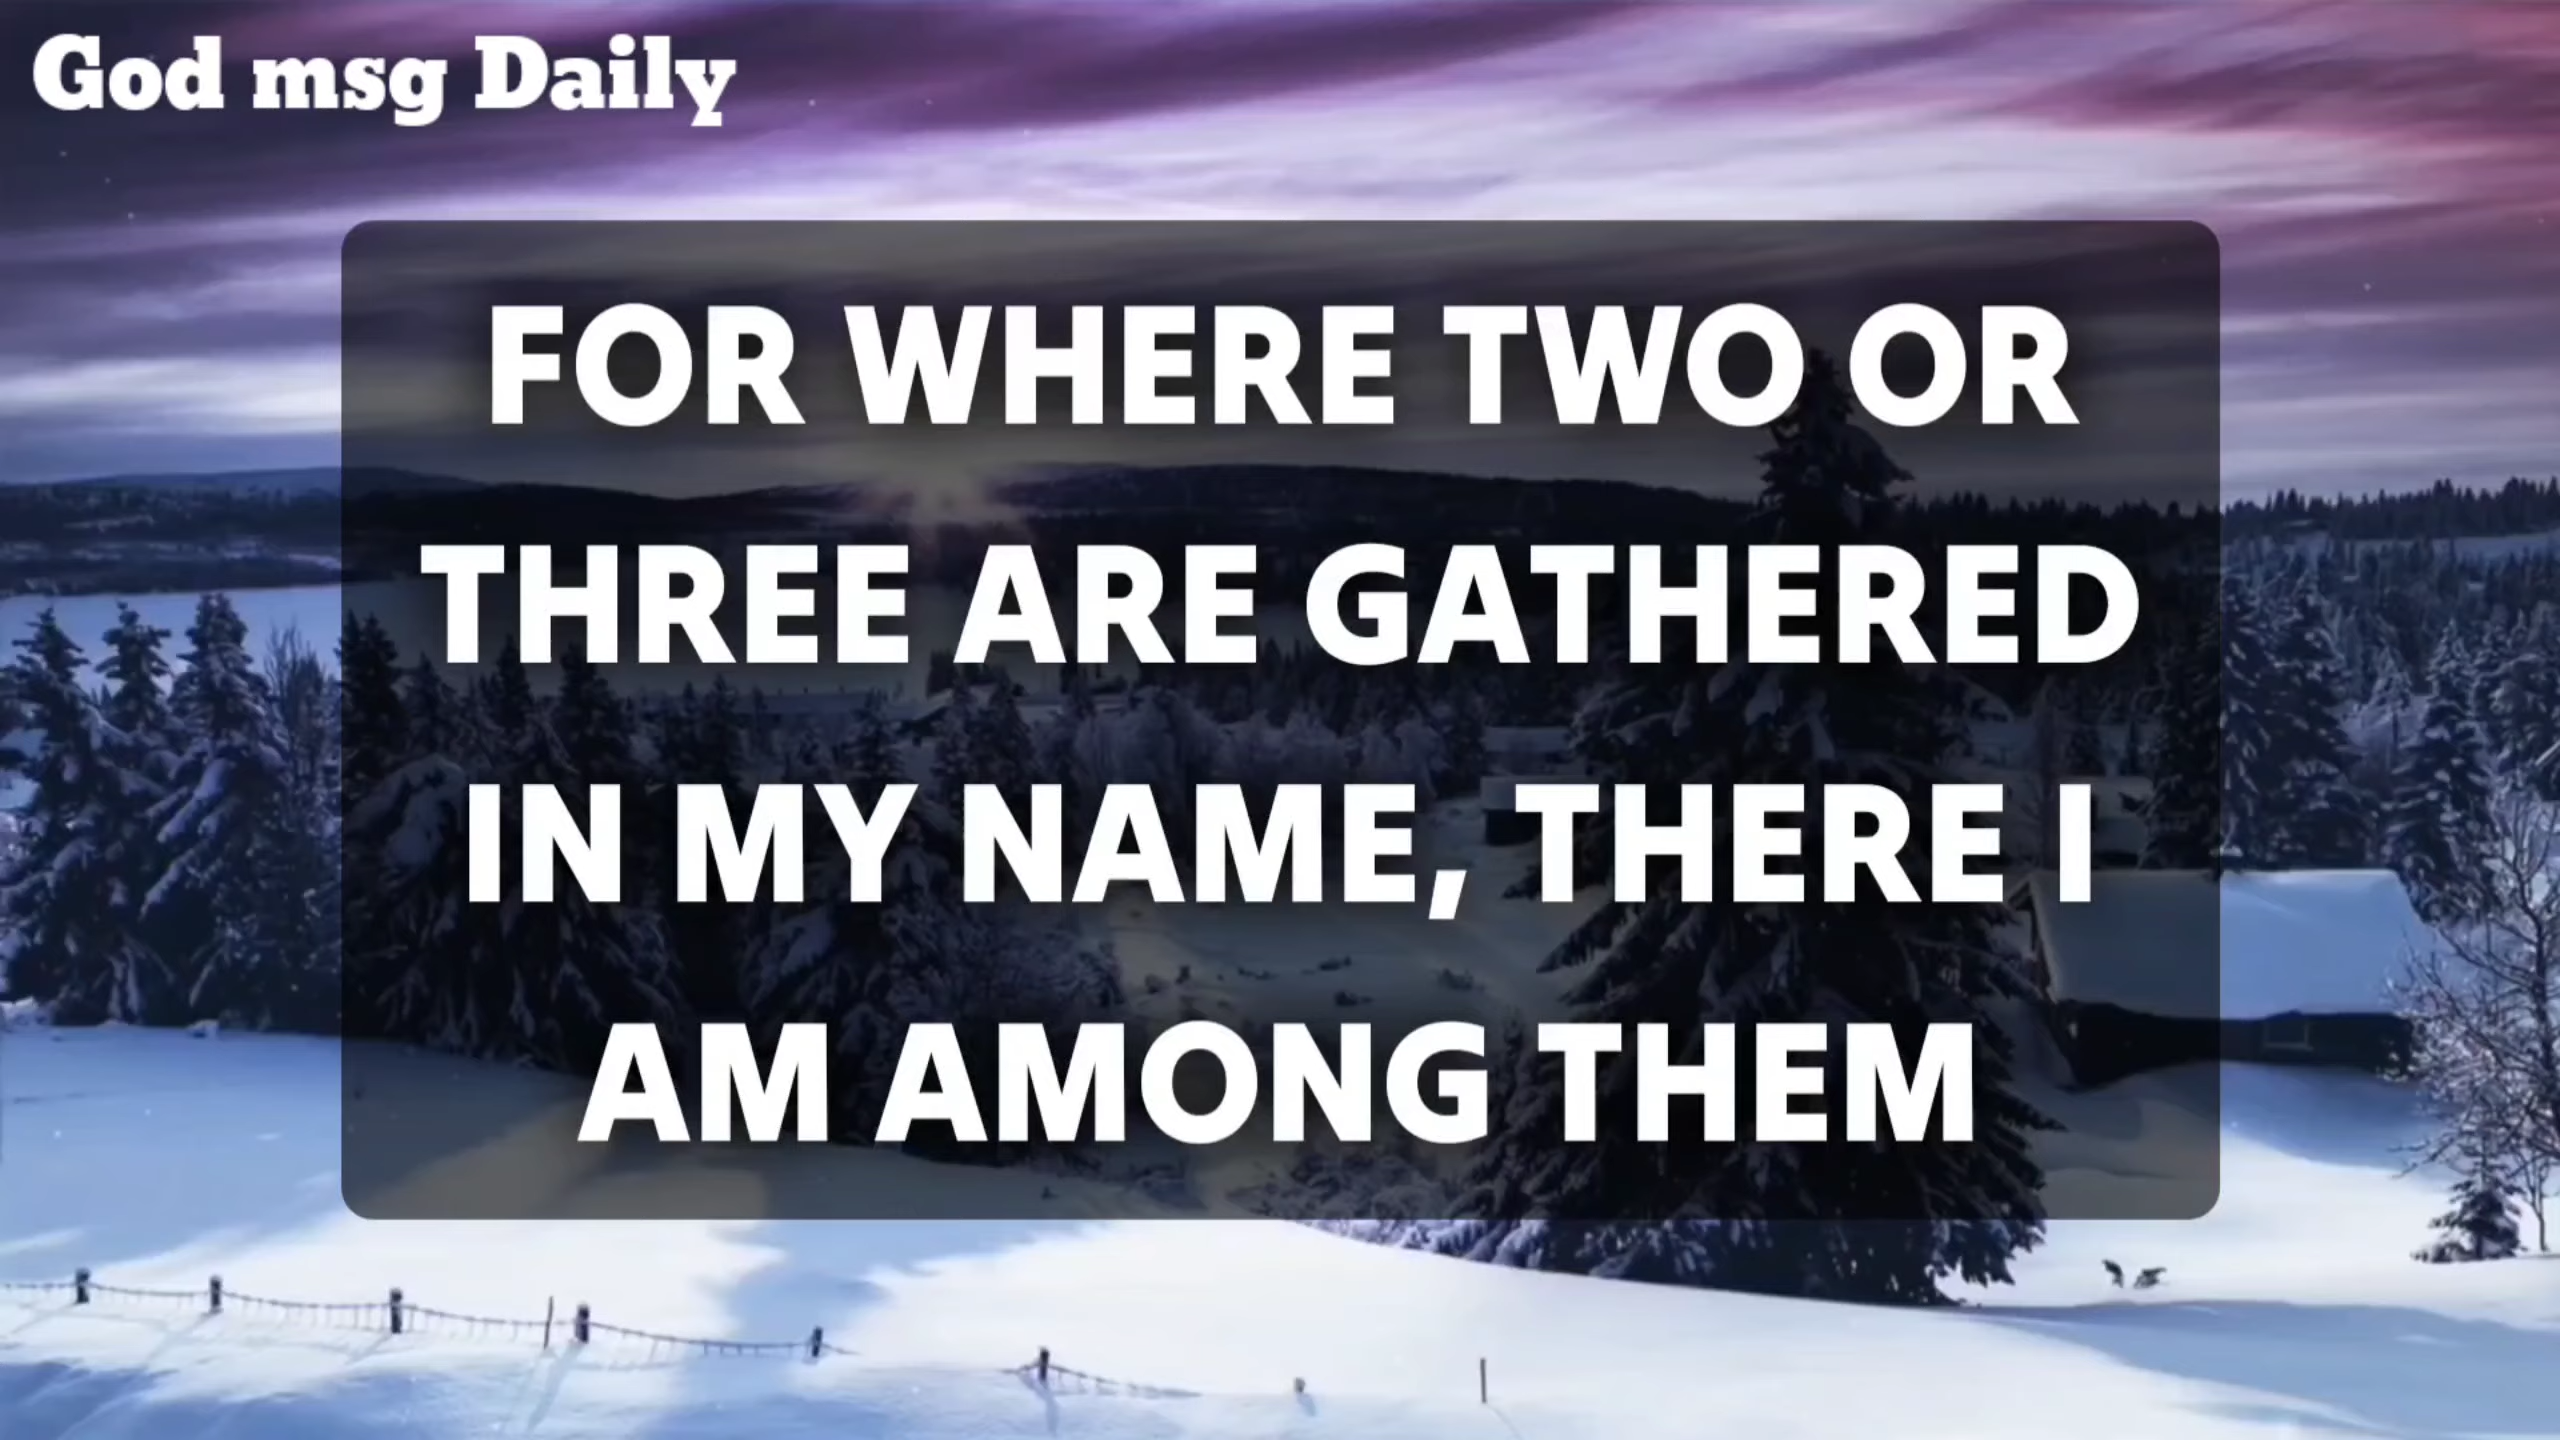 God msg Daily
FOR WHERE TWO OR
THREE ARE GATHERED
IN MY NAME, THERE I
AM AMONG THEM